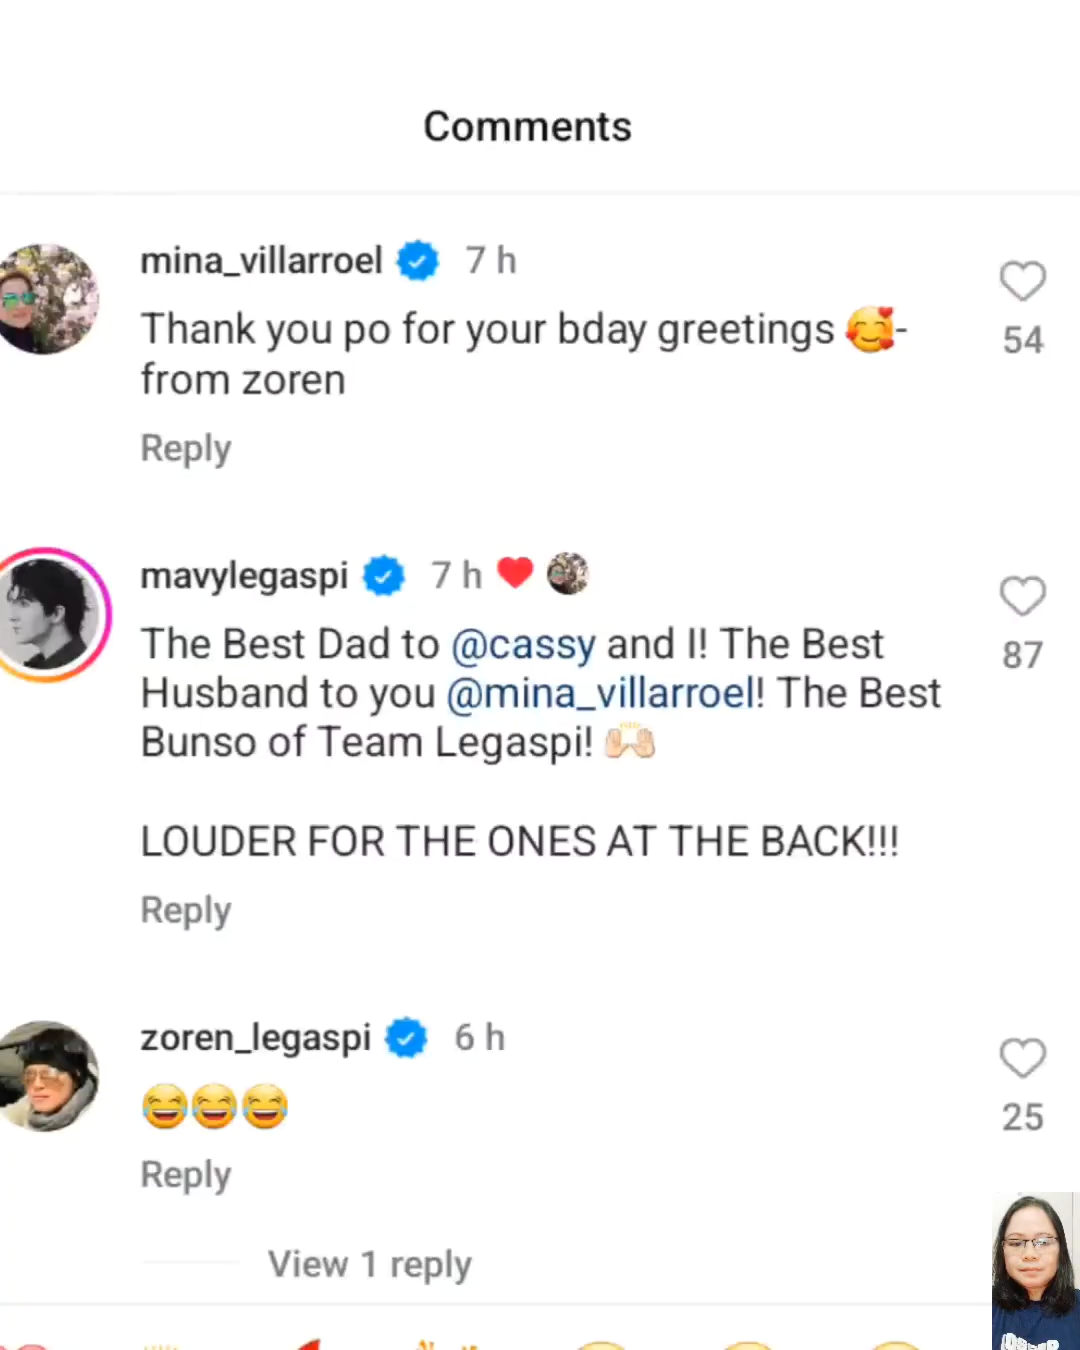 Comments
mina_villarroel 7 h
Thank you po for your bday greetings 🥰-
from zoren
54
Reply
mavylegaspi 7 h
The Best Dad to @cassy and I! The Best
Husband to you @mina_villarroel! The Best
Bunso of Team Legaspi! 🙌🏻
87
LOUDER FOR THE ONES AT THE BACK!!!
Reply
zoren_legaspi 6 h
😂😂😂
25
Reply
View 1 reply